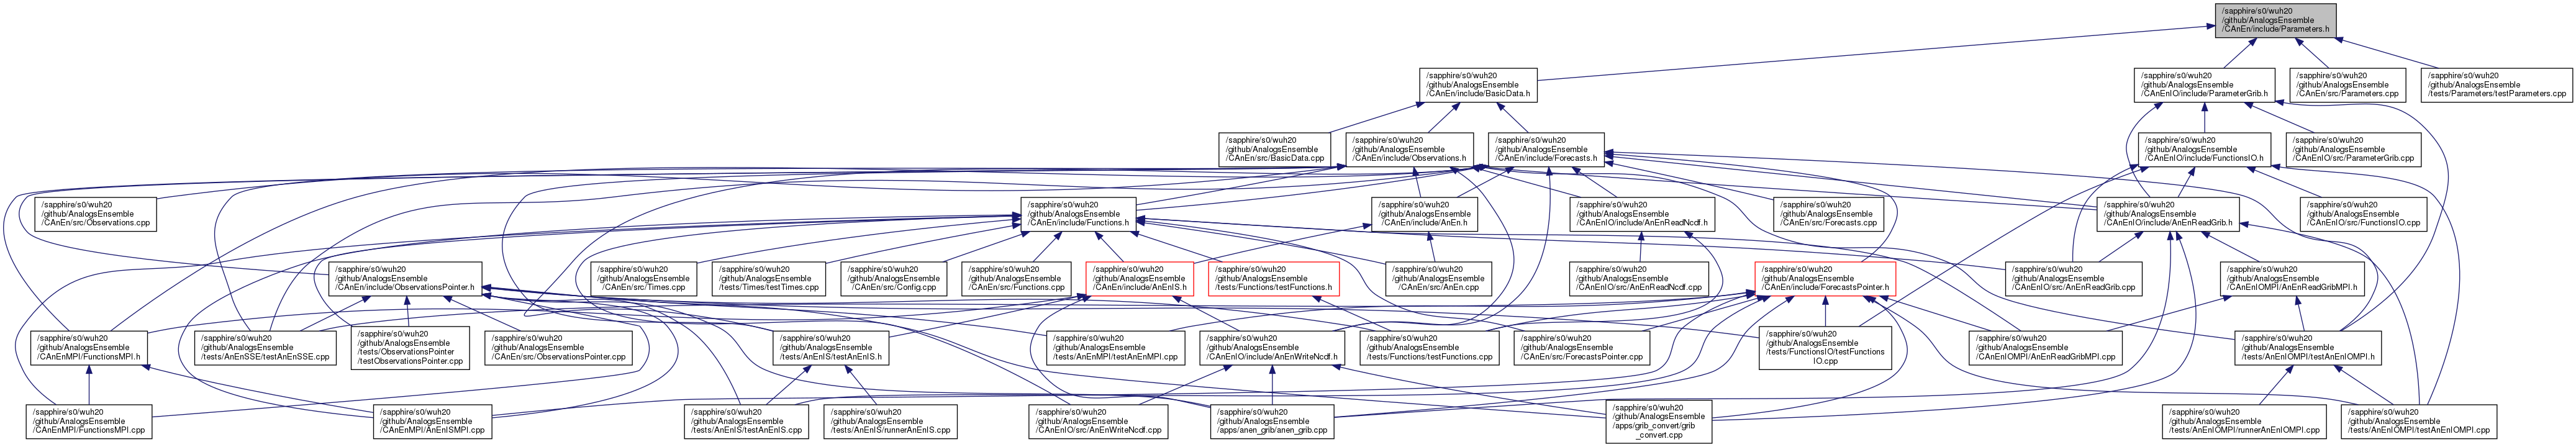 /sapphire/s0/wuh20
/github/AnalogsEnsemble
/CAnEn/include/Parameters.h
/sapphire/s0/wuh20
/github/AnalogsEnsemble
/CAnEn/include/BasicData.h
/sapphire/s0/wuh20
/github/AnalogsEnsemble
/CAnEnIO/include/ParameterGrib.h
/sapphire/s0/wuh20
/github/AnalogsEnsemble
/CAnEn/src/Parameters.cpp
/sapphire/s0/wuh20
/github/AnalogsEnsemble
/tests/Parameters/testParameters.cpp
/sapphire/s0/wuh20
/github/AnalogsEnsemble
/CAnEn/src/BasicData.cpp
/sapphire/s0/wuh20
/github/AnalogsEnsemble
/CAnEn/include/Observations.h
/sapphire/s0/wuh20
/github/AnalogsEnsemble
/CAnEn/include/Forecasts.h
/sapphire/s0/wuh20
/github/AnalogsEnsemble
/CAnEnIO/include/FunctionsIO.h
/sapphire/s0/wuh20
/github/AnalogsEnsemble
/CAnEnIO/src/ParameterGrib.cpp
/sapphire/s0/wuh20
/github/AnalogsEnsemble
/CAnEn/src/Observations.cpp
/sapphire/s0/wuh20
/github/AnalogsEnsemble
/CAnEn/include/Functions.h
/sapphire/s0/wuh20
/github/AnalogsEnsemble
/CAnEn/include/AnEn.h
/sapphire/s0/wuh20
/github/AnalogsEnsemble
/CAnEnIO/include/AnEnReadNcdf.h
/sapphire/s0/wuh20
/github/AnalogsEnsemble
/CAnEn/src/Forecasts.cpp
/sapphire/s0/wuh20
/github/AnalogsEnsemble
/CAnEnIO/include/AnEnReadGrib.h
/sapphire/s0/wuh20
/github/AnalogsEnsemble
/CAnEnIO/src/FunctionsIO.cpp
/sapphire/s0/wuh20
/github/AnalogsEnsemble
/CAnEn/include/ObservationsPointer.h
/sapphire/s0/wuh20
/github/AnalogsEnsemble
/CAnEn/src/Times.cpp
/sapphire/s0/wuh20
/github/AnalogsEnsemble
/tests/Times/testTimes.cpp
/sapphire/s0/wuh20
/github/AnalogsEnsemble
/CAnEn/src/Config.cpp
/sapphire/s0/wuh20
/github/AnalogsEnsemble
/CAnEn/src/Functions.cpp
/sapphire/s0/wuh20
/github/AnalogsEnsemble
/CAnEn/include/AnEnIS.h
/sapphire/s0/wuh20
/github/AnalogsEnsemble
/tests/Functions/testFunctions.h
/sapphire/s0/wuh20
/github/AnalogsEnsemble
/CAnEn/src/AnEn.cpp
/sapphire/s0/wuh20
/github/AnalogsEnsemble
/CAnEnIO/src/AnEnReadNcdf.cpp
/sapphire/s0/wuh20
/github/AnalogsEnsemble
/CAnEn/include/ForecastsPointer.h
/sapphire/s0/wuh20
/github/AnalogsEnsemble
/CAnEnIO/src/AnEnReadGrib.cpp
/sapphire/s0/wuh20
/github/AnalogsEnsemble
/CAnEnIOMPI/AnEnReadGribMPI.h
/sapphire/s0/wuh20
/github/AnalogsEnsemble
/CAnEnMPI/FunctionsMPI.h
/sapphire/s0/wuh20
/github/AnalogsEnsemble
/tests/AnEnSSE/testAnEnSSE.cpp
/sapphire/s0/wuh20
/github/AnalogsEnsemble
/tests/ObservationsPointer
/testObservationsPointer.cpp
/sapphire/s0/wuh20
/github/AnalogsEnsemble
/CAnEn/src/ObservationsPointer.cpp
/sapphire/s0/wuh20
/github/AnalogsEnsemble
/tests/AnEnIS/testAnEnIS.h
/sapphire/s0/wuh20
/github/AnalogsEnsemble
/tests/AnEnMPI/testAnEnMPI.cpp
/sapphire/s0/wuh20
/github/AnalogsEnsemble
/CAnEnIO/include/AnEnWriteNcdf.h
/sapphire/s0/wuh20
/github/AnalogsEnsemble
/tests/Functions/testFunctions.cpp
/sapphire/s0/wuh20
/github/AnalogsEnsemble
/CAnEn/src/ForecastsPointer.cpp
/sapphire/s0/wuh20
/github/AnalogsEnsemble
/tests/FunctionsIO/testFunctions
IO.cpp
/sapphire/s0/wuh20
/github/AnalogsEnsemble
/CAnEnIOMPI/AnEnReadGribMPI.cpp
/sapphire/s0/wuh20
/github/AnalogsEnsemble
/tests/AnEnIOMPI/testAnEnIOMPI.h
/sapphire/s0/wuh20
/github/AnalogsEnsemble
/CAnEnMPI/FunctionsMPI.cpp
/sapphire/s0/wuh20
/github/AnalogsEnsemble
/CAnEnMPI/AnEnISMPI.cpp
/sapphire/s0/wuh20
/github/AnalogsEnsemble
/tests/AnEnIS/testAnEnIS.cpp
/sapphire/s0/wuh20
/github/AnalogsEnsemble
/tests/AnEnIS/runnerAnEnIS.cpp
/sapphire/s0/wuh20
/github/AnalogsEnsemble
/CAnEnIO/src/AnEnWriteNcdf.cpp
/sapphire/s0/wuh20
/github/AnalogsEnsemble
/apps/anen_grib/anen_grib.cpp
/sapphire/s0/wuh20
/github/AnalogsEnsemble
/apps/grib_convert/grib
_convert.cpp
/sapphire/s0/wuh20
/github/AnalogsEnsemble
/tests/AnEnIOMPI/runnerAnEnIOMPI.cpp
/sapphire/s0/wuh20
/github/AnalogsEnsemble
/tests/AnEnIOMPI/testAnEnIOMPI.cpp